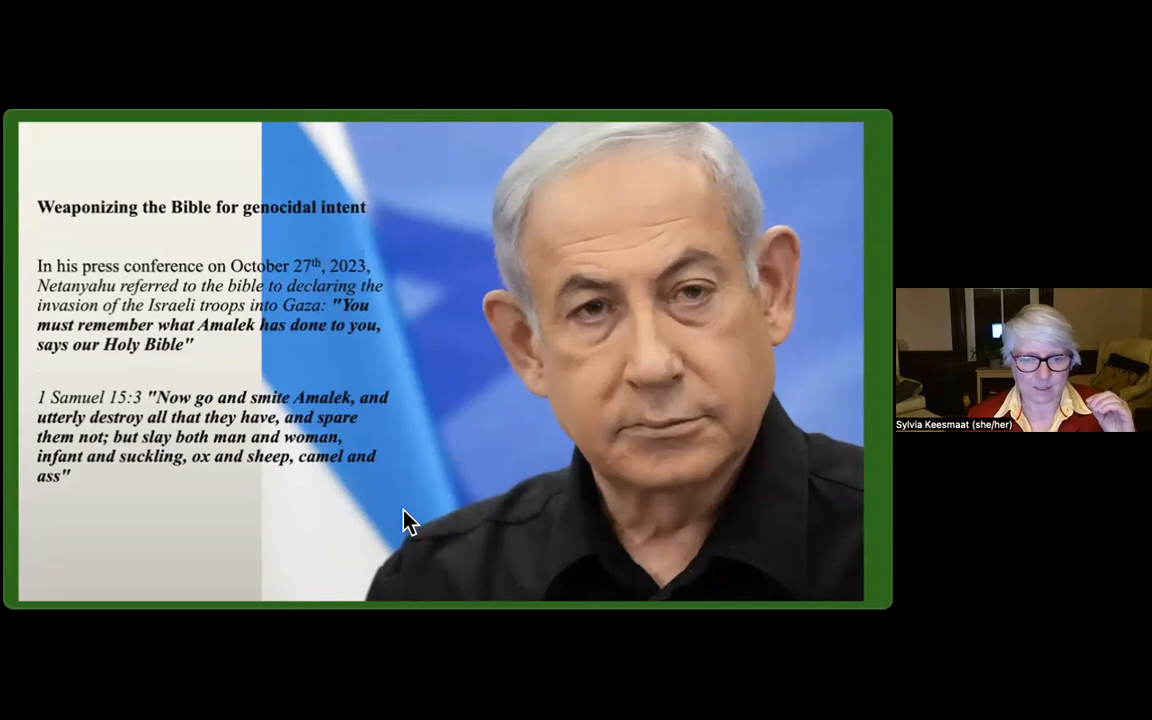 Weaponizing the Bible for genocidal intent
In his press conference on October 27th, 2023,
Netanyahu referred to the bible to declaring the
invasion of the Israeli troops into Gaza: "You
must remember what Amalek has done to you,
says our Holy Bible"
1 Samuel 15:3 "Now go and smite Amalek, and
utterly destroy all that they have, and spare
them not; but slay both man and woman,
infant and suckling, ox and sheep, camel and
ass"
Sylvia Keesmaat (she/her)